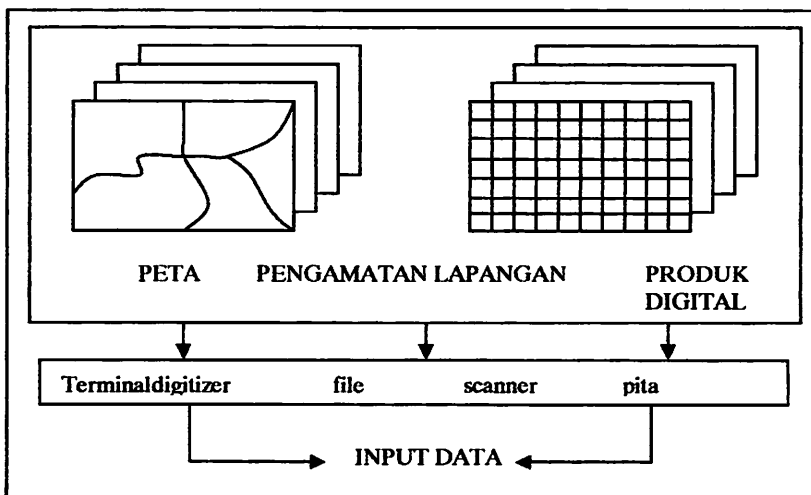 PETA PENGAMATAN LAPANGAN PRODUK
DIGITAL
Terminaldigitizer file scanner pita
INPUT DATA